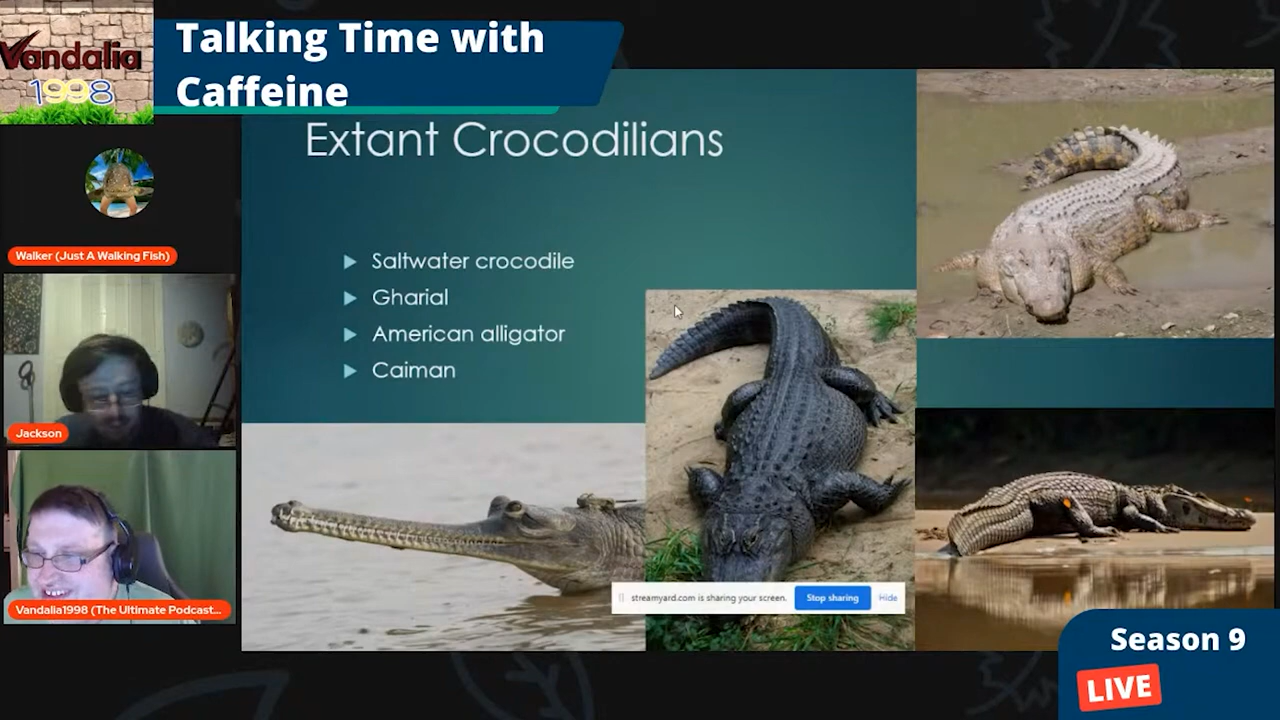 Vandalia
1998
Talking Time with
Caffeine
Extant Crocodilians
Walker (Just A Walking Fish)
Saltwater crocodile
Gharial
American alligator
Caiman
Jackson
streamyard.com is sharing your screen.
Stop sharing
Hide
Vandalia1998 (The Ultimate Podcast...
Season 9
LIVE